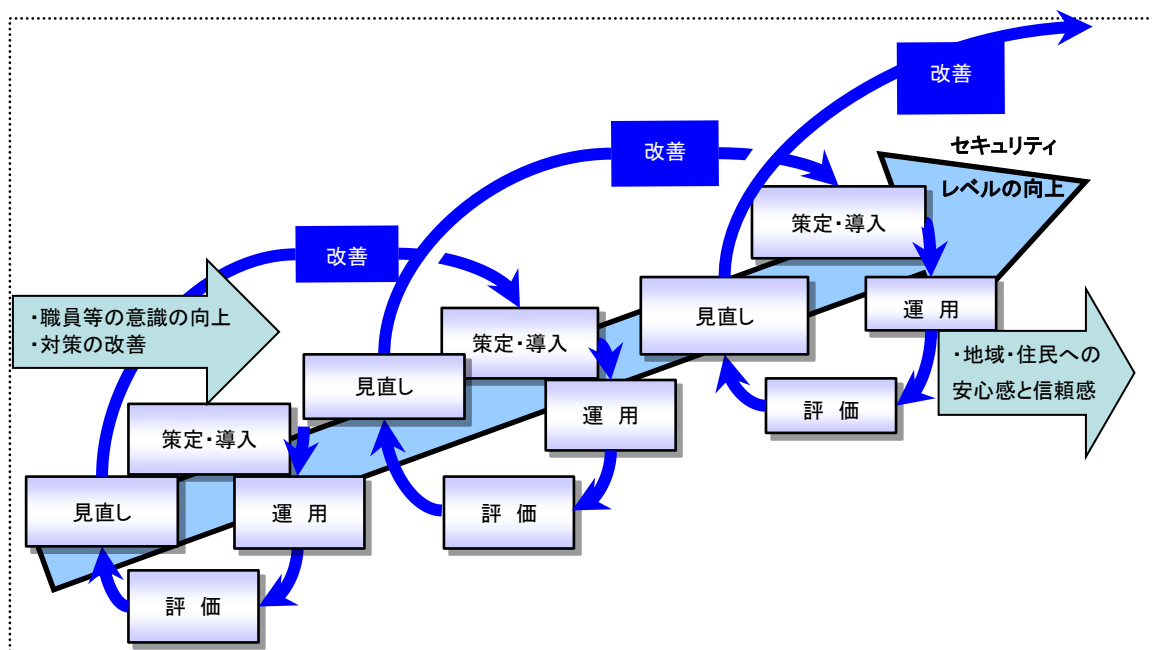 改善
改善
セキュリティ
レベルの向上
策定・導入
改善
・職員等の意識の向上
・対策の改善
見直し
運　用
策定・導入
・地域・住民への
安心感と信頼感
見直し
評　価
運　用
策定・導入
見直し
運　用
評　価
評　価